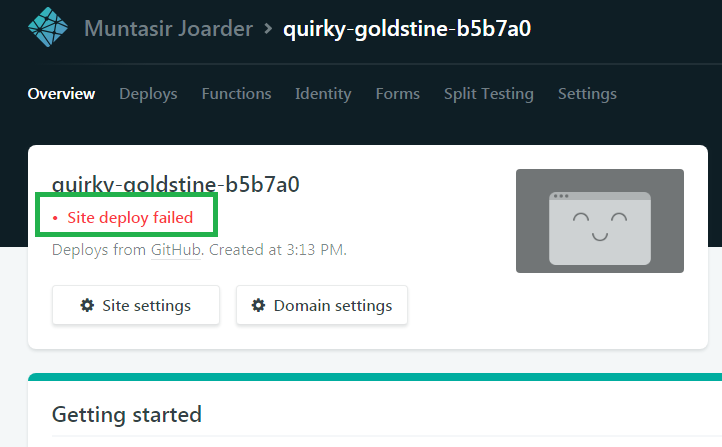 Muntasir Joarder > quirky-goldstine-b5b7a0
Overview Deploys Functions Identity Forms Split Testing Settings
quirky-goldstine-b5b7a0
• Site deploy failed
Deploys from GitHub. Created at 3:13 PM.
Site settings Domain settings
Getting started